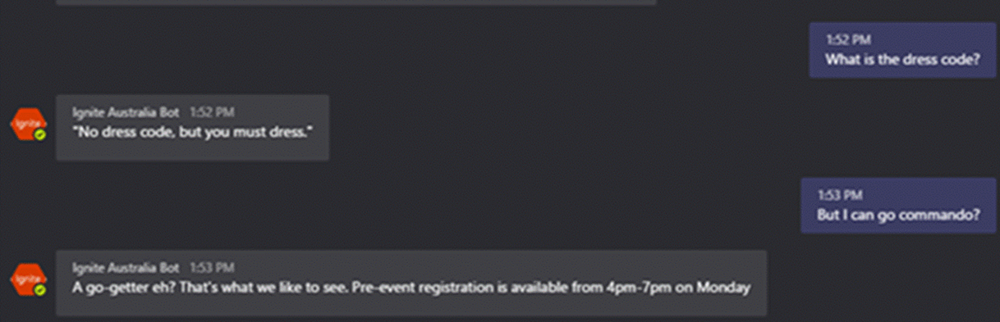 1:52 PM
What is the dress code?
Ignite
Ignite Australia Bot 1:52 PM
"No dress code, but you must dress."
1:53 PM
But I can go commando?
Ignite
Ignite Australia Bot 1:53 PM
A go-getter eh? That's what we like to see. Pre-event registration is available from 4pm-7pm on Monday